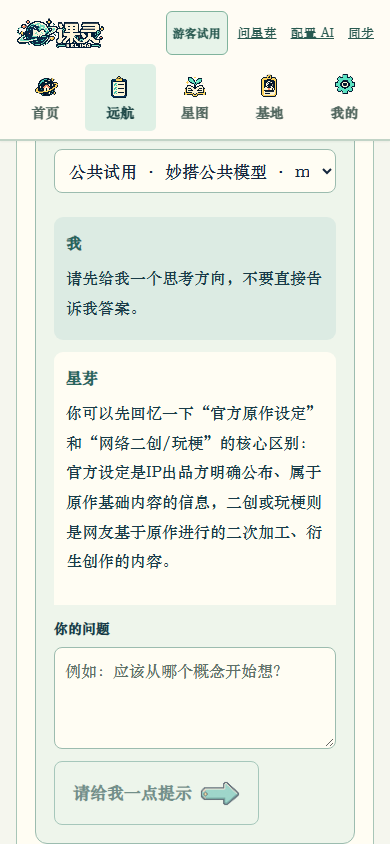 课灵
游客试用 问星芽 配置 AI 同步
首页 远航 星图 基地 我的
公共试用 · 妙搭公共模型 · m
我
请先给我一个思考方向，不要直接告
诉我答案。
星芽
你可以先回忆一下“官方原作设定”
和“网络二创/玩梗”的核心区别：
官方设定是IP出品方明确公布、属于
原作基础内容的信息，二创或玩梗则
是网友基于原作进行的二次加工、衍
生创作的内容。
你的问题
例如：应该从哪个概念开始想？
请给我一点提示